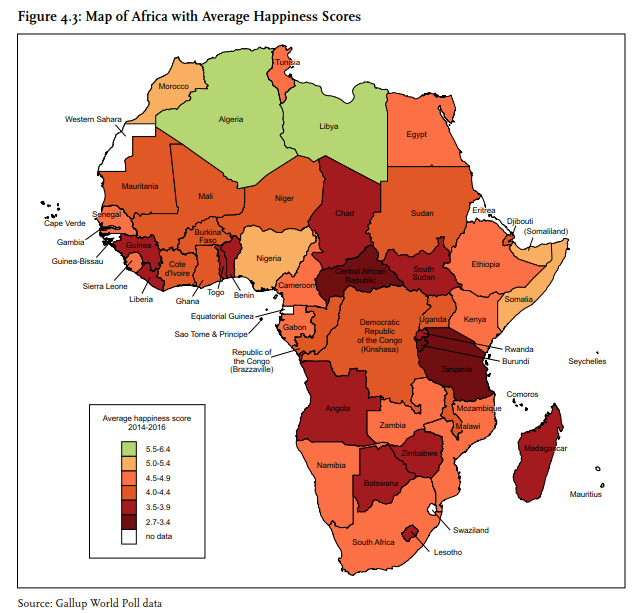 Figure 4.3: Map of Africa with Average Happiness Scores
Tunisia
Morocco
Western Sahara
Algeria
Libya
Egypt
Mauritania
Mali
Niger
Chad
Sudan
Eritrea
Cape Verde
Senegal
Djibouti
(Somaliland)
Gambia
Guinea-Bissau
Guinea
Burkina
Faso
Nigeria
Central African
Republic
South
Sudan
Ethiopia
Sierra Leone
Liberia
Cote
d'Ivoire
Ghana
Togo
Benin
Cameroon
Somalia
Equatorial Guinea
Sao Tome & Principe
Gabon
Democratic
Republic
of the Congo
(Kinshasa)
Uganda
Kenya
Republic of
the Congo
(Brazzaville)
Rwanda
Burundi
Seychelles
Tanzania
Comoros
Angola
Zambia
Mozambique
Malawi
Madagascar
Zimbabwe
Namibia
Botswana
Mauritius
Swaziland
South Africa
Lesotho
Average happiness score
2014-2016
5.5-6.4
5.0-5.4
4.5-4.9
4.0-4.4
3.5-3.9
2.7-3.4
no data
Source: Gallup World Poll data